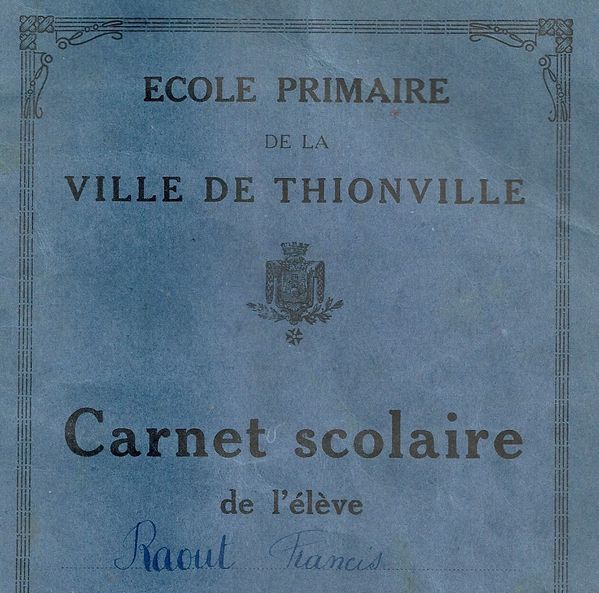 ECOLE PRIMAIRE
DE LA
VILLE DE THIONVILLE
Carnet scolaire
de l'élève
Raout Francis